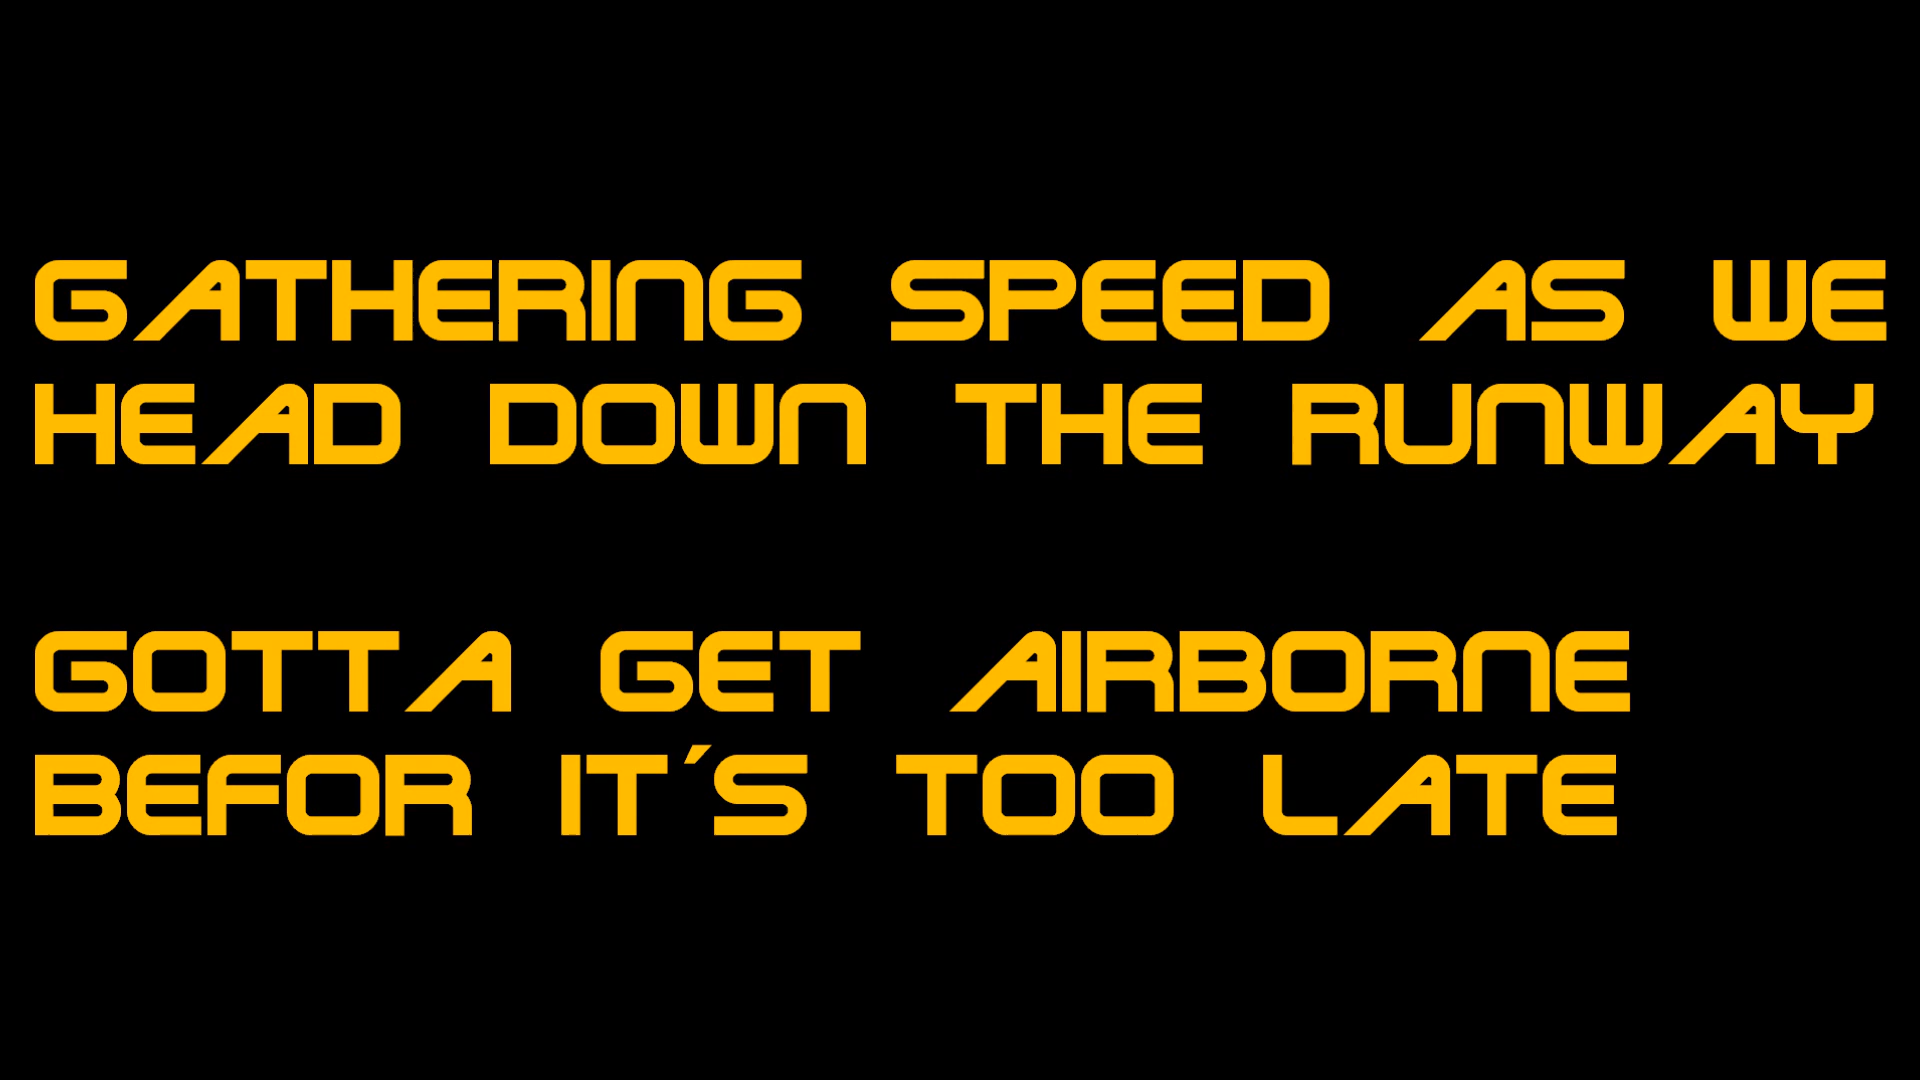 GATHERING SPEED AS WE
HEAD DOWN THE RUNWAY
GOTTA GET AIRBORNE
BEFOR IT´S TOO LATE